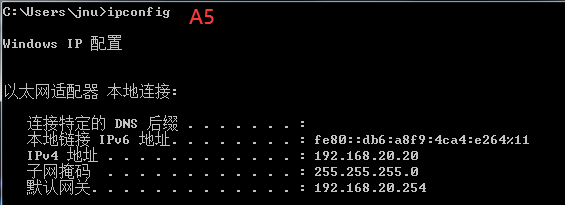 C:\Users\jnu>ipconfig A5
Windows IP 配置
以太网适配器 本地连接:
连接特定的 DNS 后缀 . . . . . . . :
本地链接 IPv6 地址. . . . . . . . : fe80::db6:a8f9:4ca4:e264%11
IPv4 地址 . . . . . . . . . . . . : 192.168.20.20
子网掩码 . . . . . . . . . . . . : 255.255.255.0
默认网关. . . . . . . . . . . . . : 192.168.20.254